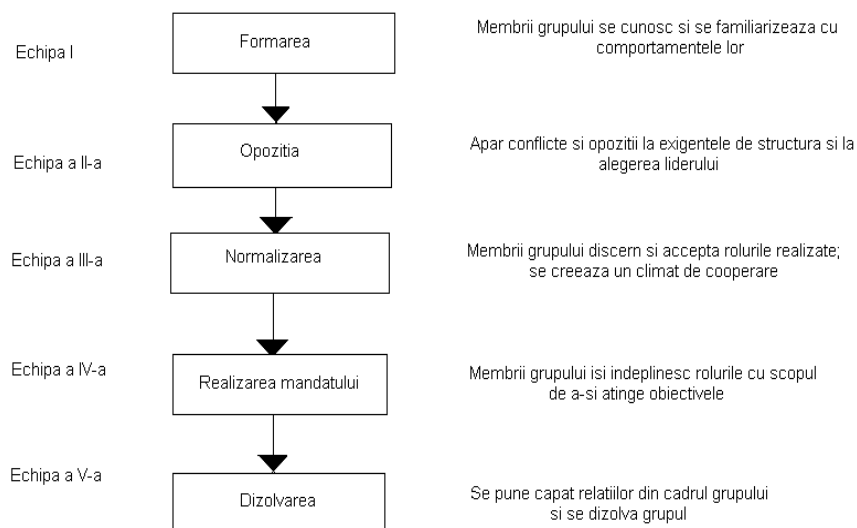 Echipa I
Formarea
Membrii grupului se cunosc si se familiarizeaza cu
comportamentele lor
Echipa a II-a
Opozitia
Apar conflicte si opozitii la exigentele de structura si la
alegerea liderului
Echipa a III-a
Normalizarea
Membrii grupului discern si accepta rolurile realizate;
se creeaza un climat de cooperare
Echipa a IV-a
Realizarea mandatului
Membrii grupului isi indeplinesc rolurile cu scopul
de a-si atinge obiectivele
Echipa a V-a
Dizolvarea
Se pune capat relatiilor din cadrul grupului
si se dizolva grupul